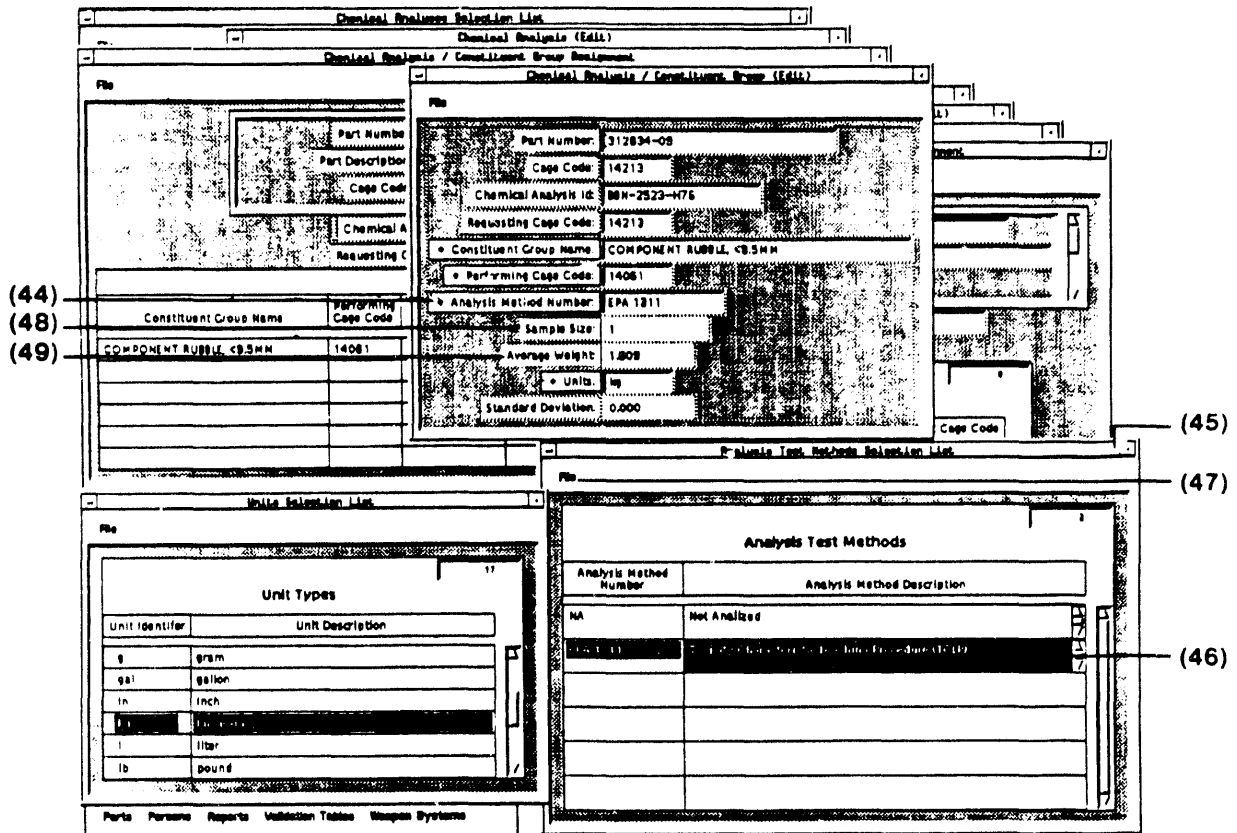 Chemical Analyses Selection List
Chemical Analysis (Edit)
Chemical Analysis / Constituent Group Assignment
File
Part Numbe
Part Description
Cage Code
Chemical A
Requesting C
Constituent Group Name
Performing Cage Code
COMPONENT RUBBLE, <9.5MM
14061
Chemical Analysis / Constituent Group (Edit)
File
Part Number:
312834-09
Cage Code:
14213
Chemical Analysis Id:
Requesting Cage Code:
14213
Constituent Group Name:
COMPONENT RUBBLE, <9.5MM
Performing Cage Code:
14061
Analysis Method Number:
EPA 1311
Sample Size:
1
Average Weight:
1.809
Units:
kg
Standard Deviation:
0.000
Cage Code
(44)
(48)
(49)
(45)
(47)
(46)
Units Selection List
File
17
Unit Types
Unit Identifer
Unit Description
g
gram
gal
gallon
in
inch
l
liter
lb
pound
Analysis Test Methods Selection List
File
Analysis Test Methods
Analysis Method Number
Analysis Method Description
NA
Not Analized
Parts Persons Reports Validation Tables Weapon Systems